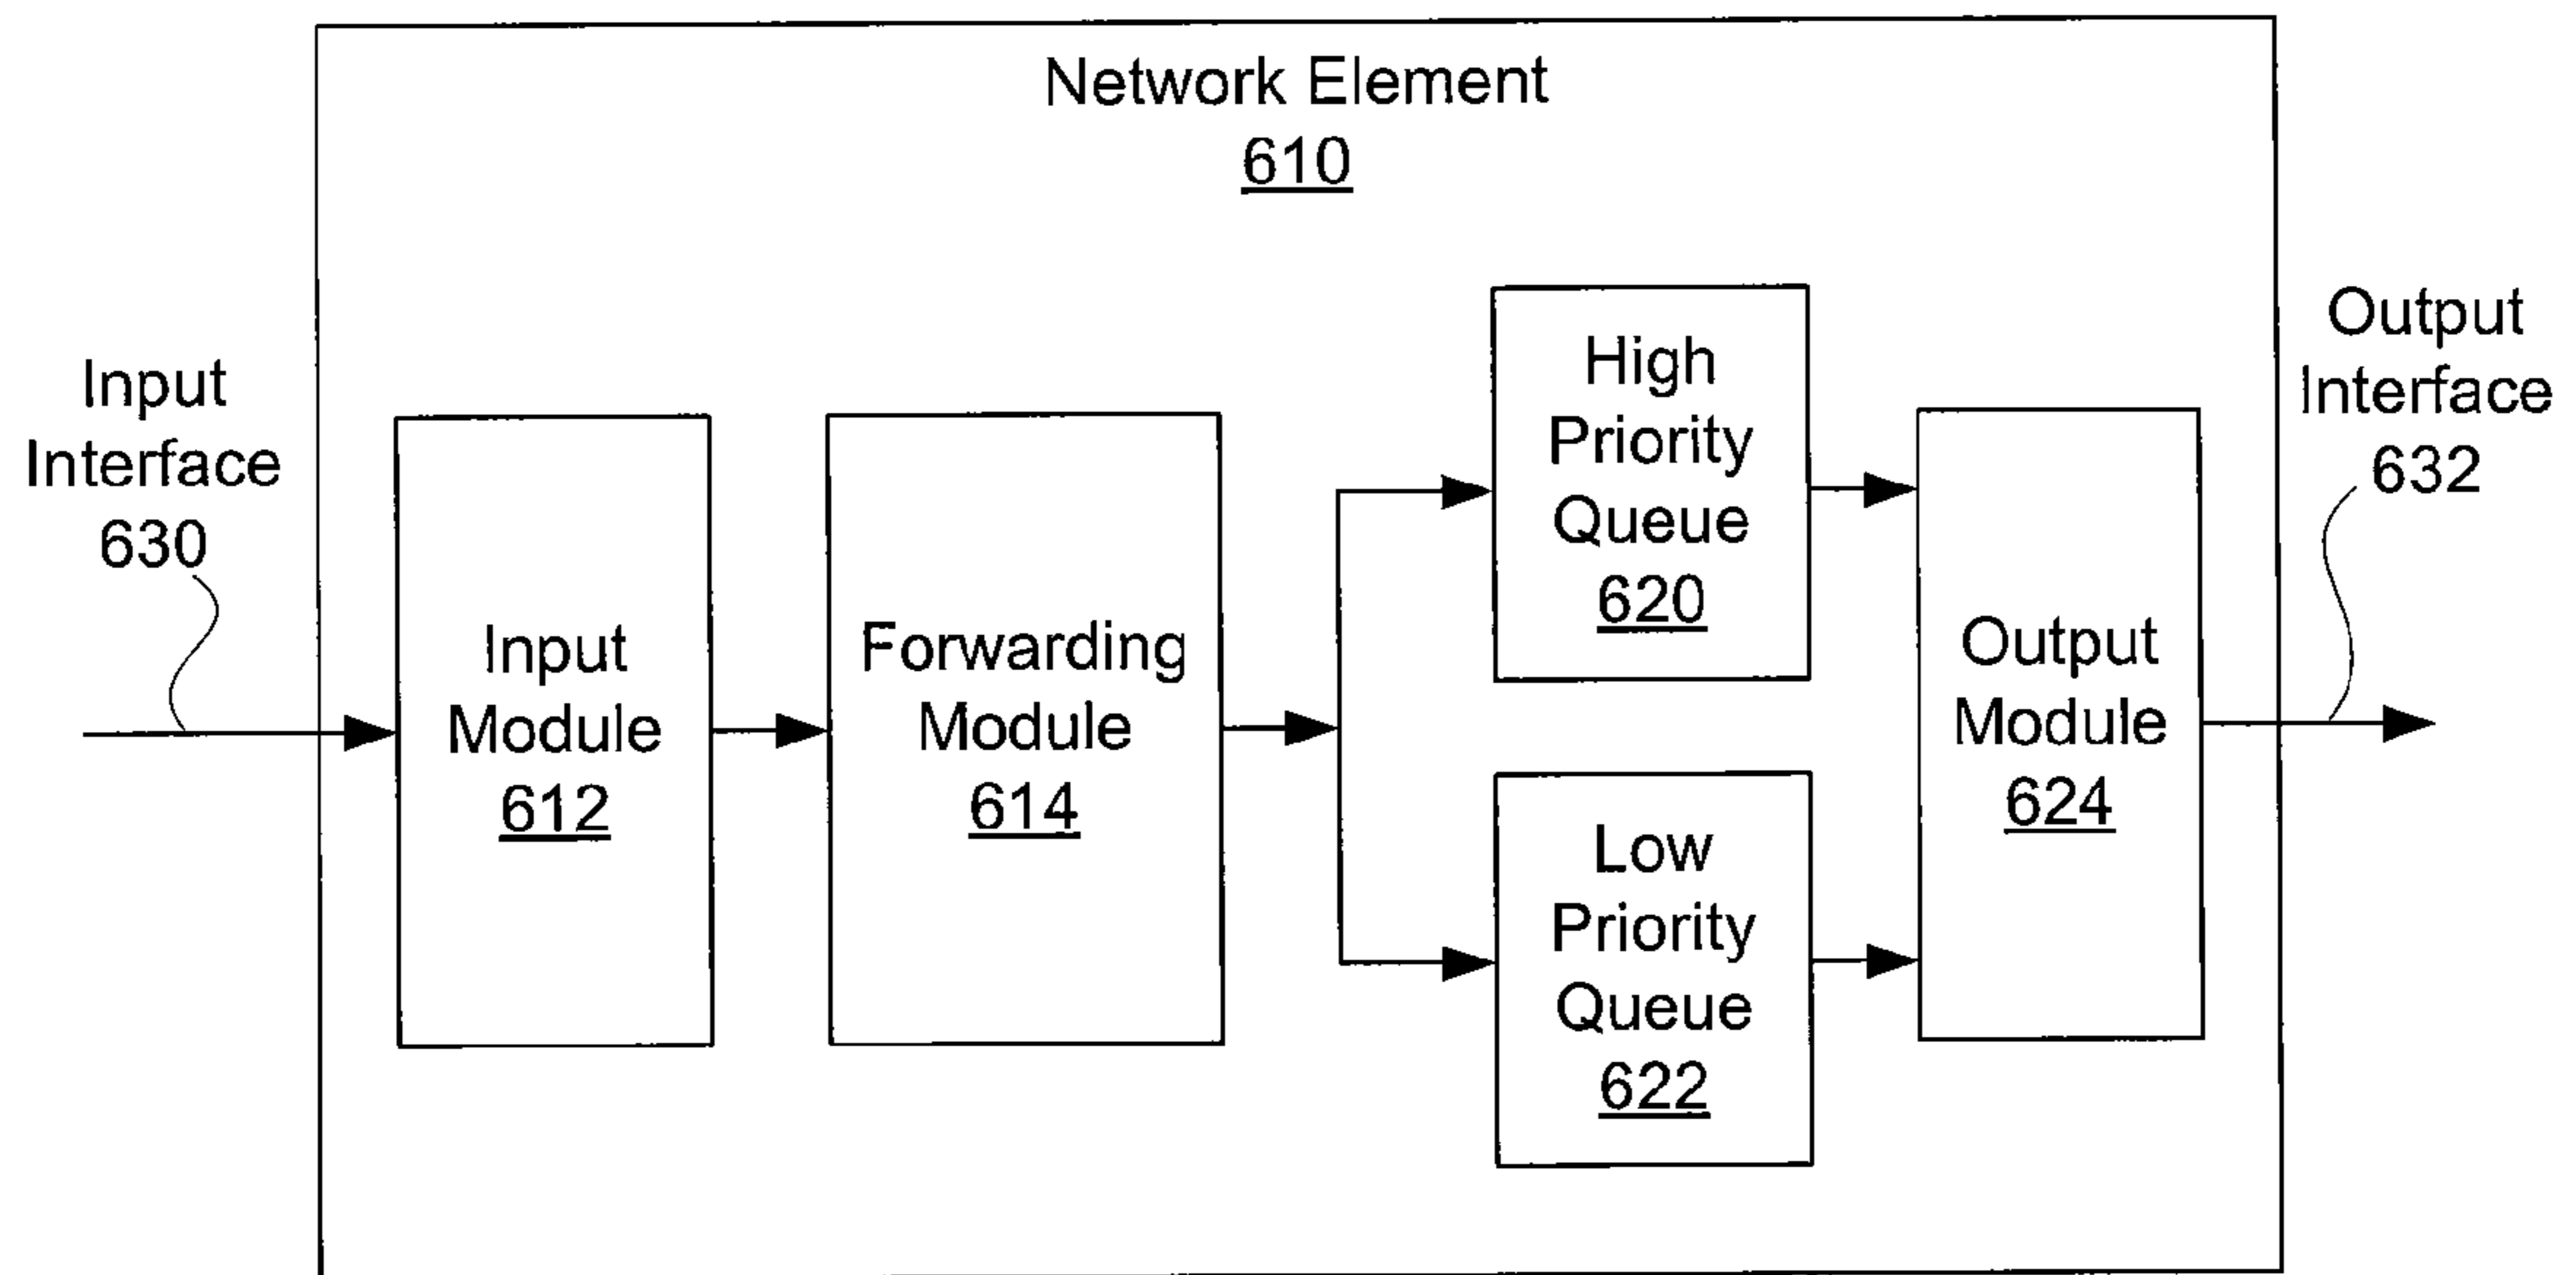 Network Element
610
Input
Interface
630
Input
Module
612
Forwarding
Module
614
High
Priority
Queue
620
Low
Priority
Queue
622
Output
Module
624
Output
Interface
632